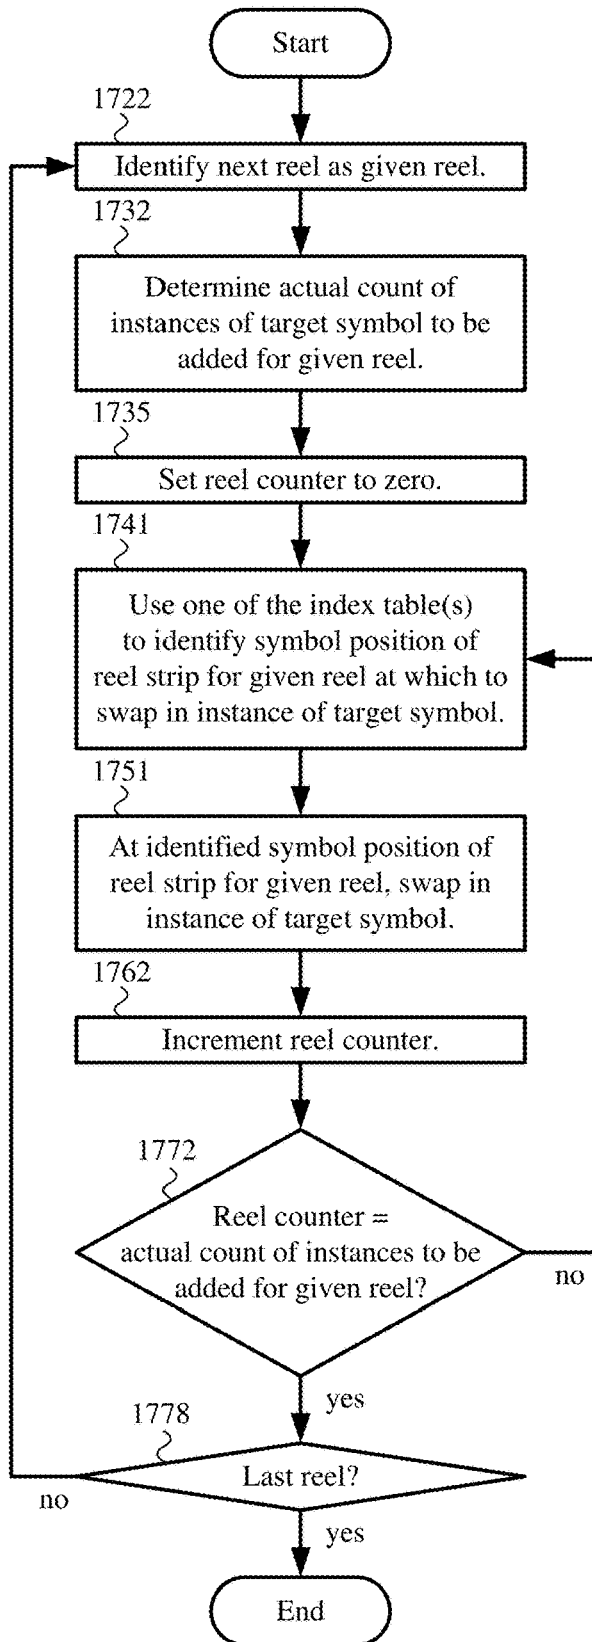 Start
1722
Identify next reel as given reel.
1732
Determine actual count of
instances of target symbol to be
added for given reel.
1735
Set reel counter to zero.
1741
Use one of the index table(s)
to identify symbol position of
reel strip for given reel at which to
swap in instance of target symbol.
1751
At identified symbol position of
reel strip for given reel, swap in
instance of target symbol.
1762
Increment reel counter.
1772
Reel counter =
actual count of instances to be
added for given reel?
no
yes
1778
Last reel?
no
yes
End